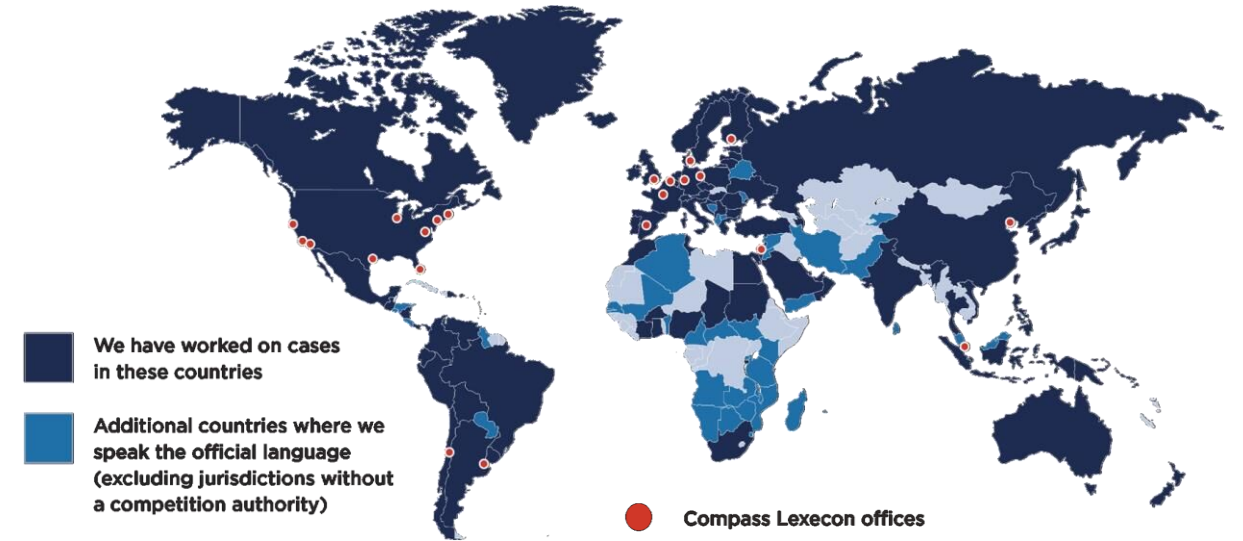 We have worked on cases
in these countries
Additional countries where we
speak the official language
(excluding jurisdictions without
a competition authority)
Compass Lexecon offices